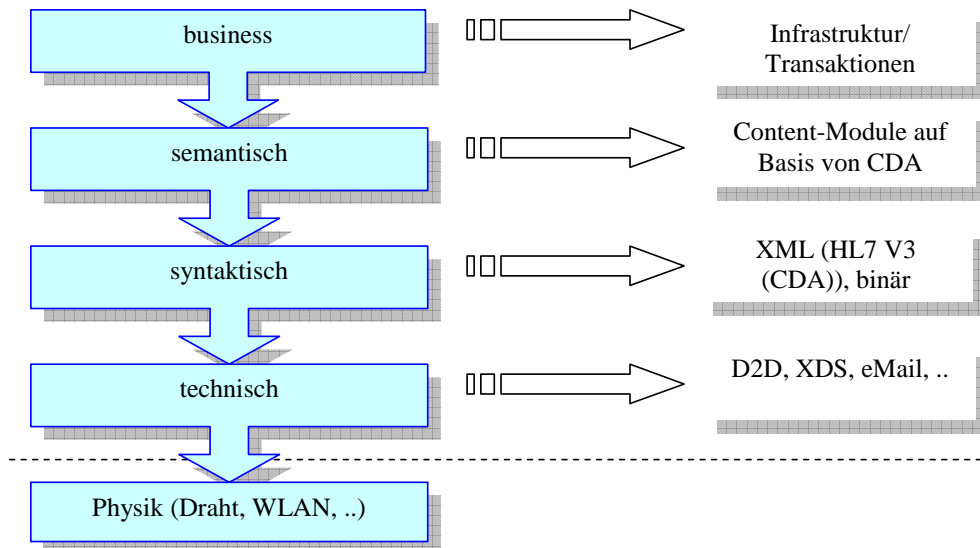 business
Infrastruktur/
Transaktionen
semantisch
Content-Module auf
Basis von CDA
syntaktisch
XML (HL7 V3
(CDA)), binär
technisch
D2D, XDS, eMail, ..
Physik (Draht, WLAN, ..)